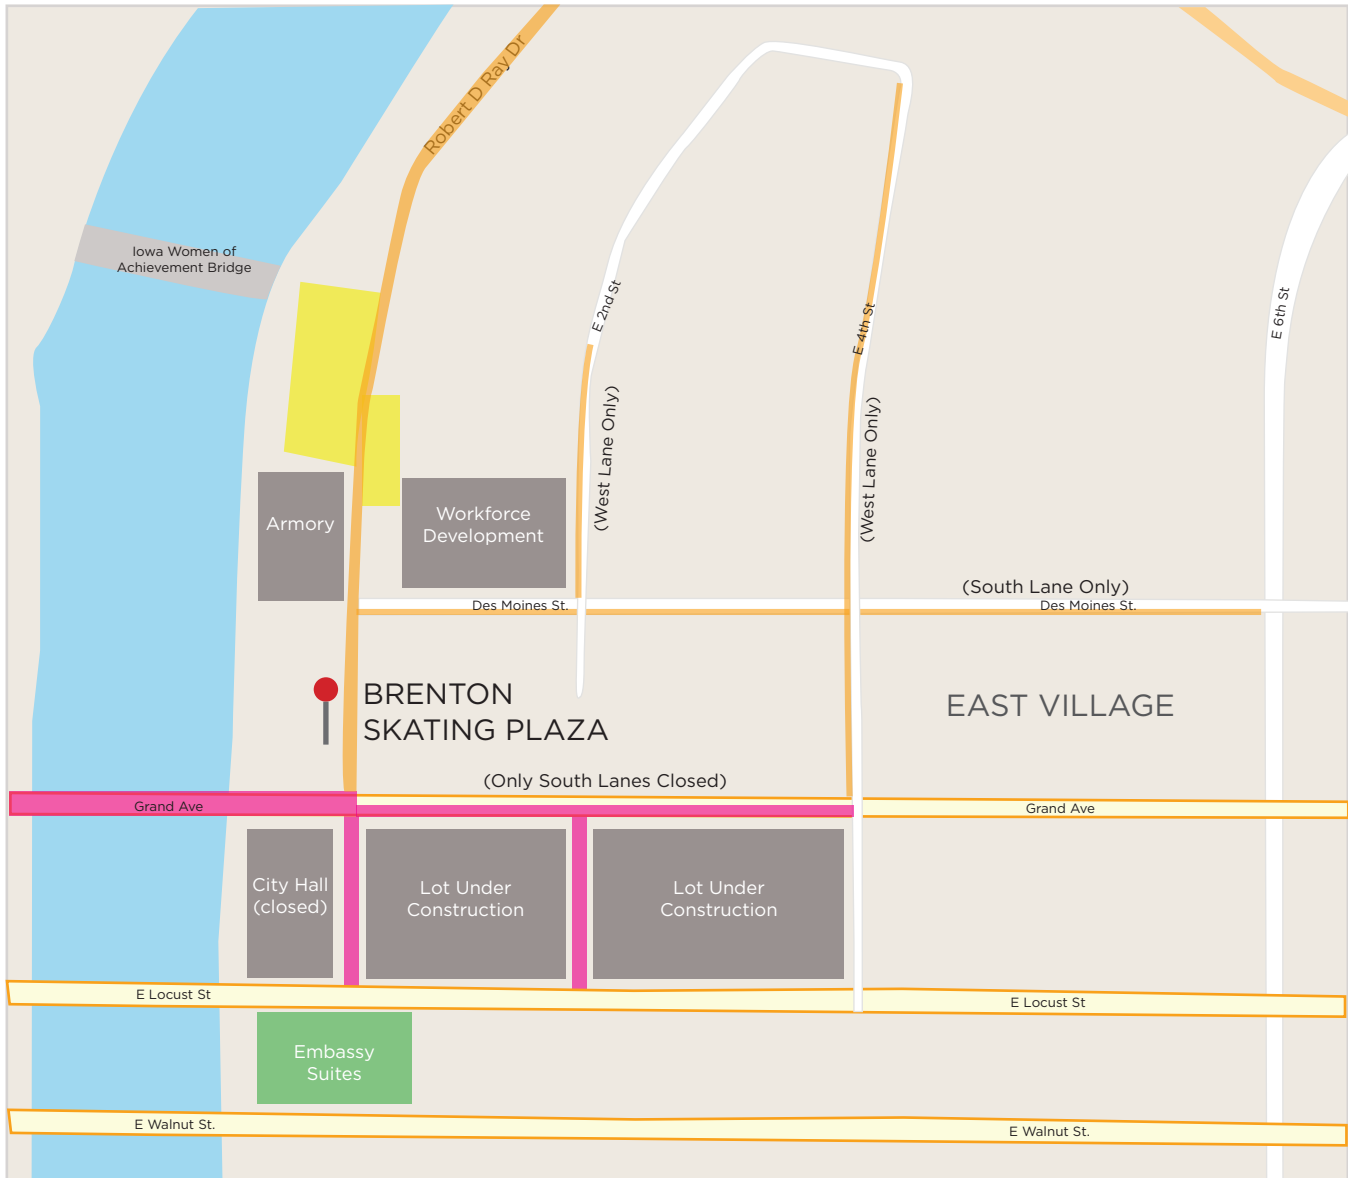 Robert D Ray Dr
Iowa Women of
Achievement Bridge
E 2nd St
E 4th St
E 6th St
(West Lane Only)
(West Lane Only)
Armory
Workforce
Development
(South Lane Only)
Des Moines St.
Des Moines St.
BRENTON
SKATING PLAZA
EAST VILLAGE
(Only South Lanes Closed)
Grand Ave
Grand Ave
City Hall
(closed)
Lot Under
Construction
Lot Under
Construction
E Locust St
E Locust St
Embassy
Suites
E Walnut St.
E Walnut St.